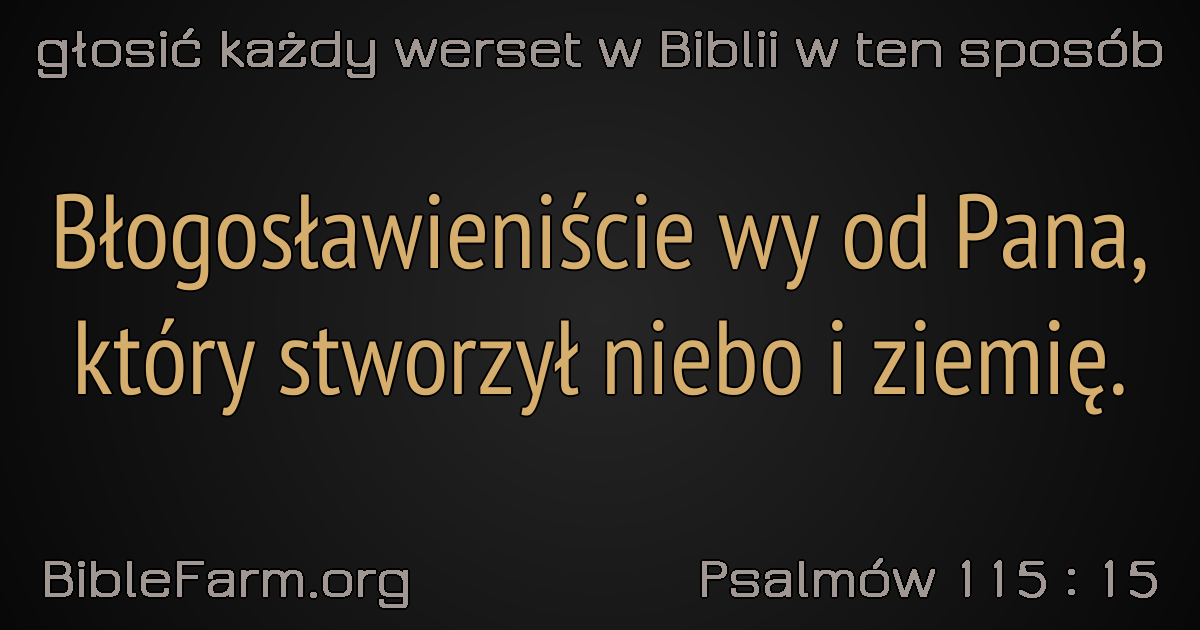 głosić każdy werset w Biblii w ten sposób
Błogosławieniście wy od Pana,
który stworzył niebo i ziemię.
BibleFarm.org
Psalmów 115 : 15